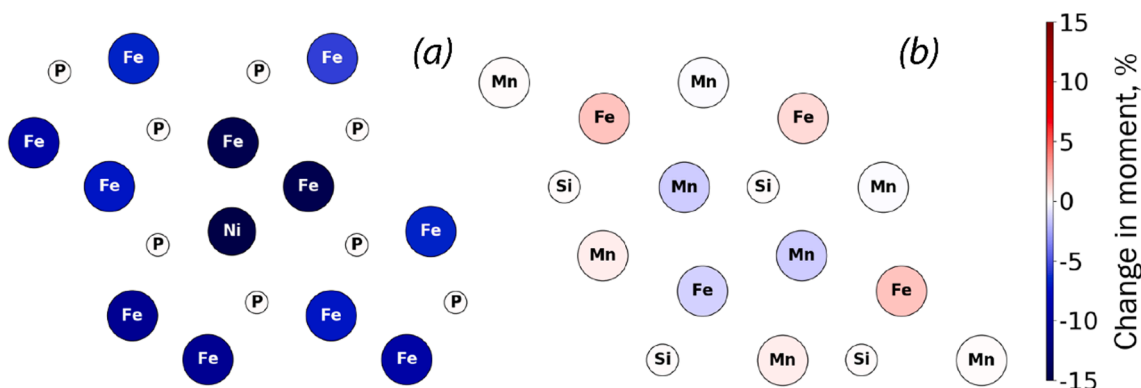 (a)
Fe Fe
P P
P P
Fe Fe
Fe Fe
Ni Fe
P P
P P
Fe Fe
Fe Fe
(b)
Mn Mn
Fe Fe
Si Mn Si Mn
Mn Mn
Fe Fe
Si Mn Si Mn
15
10
5
0
-5
-10
-15
Change in moment, %